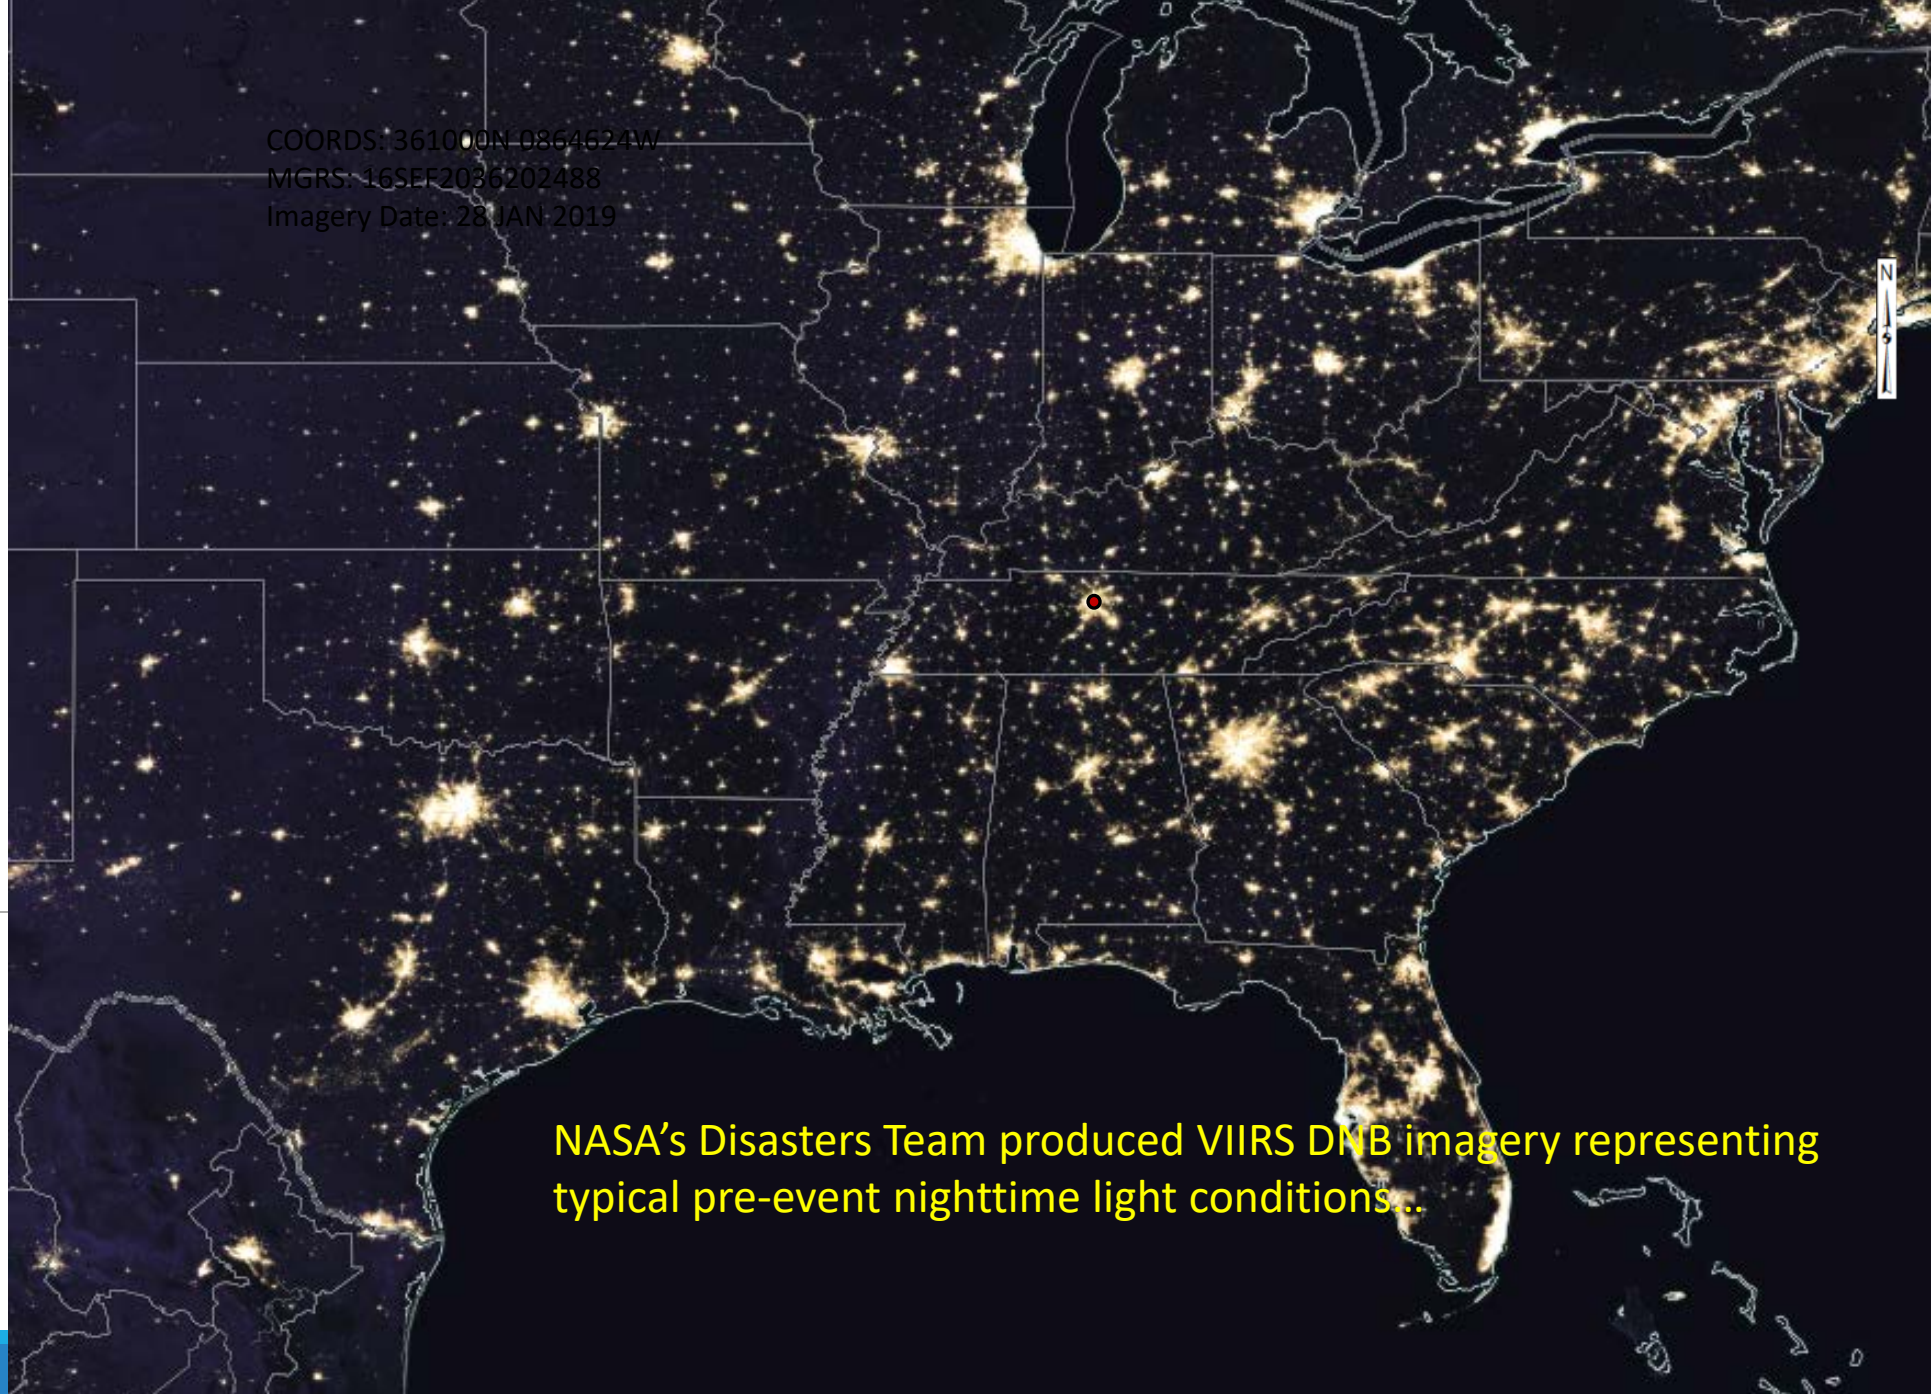 COORDS: 361000N 0864624W
MGRS: 16SEF2036202488
Imagery Date: 28 JAN 2019
N
NASA’s Disasters Team produced VIIRS DNB imagery representing
typical pre-event nighttime light conditions…